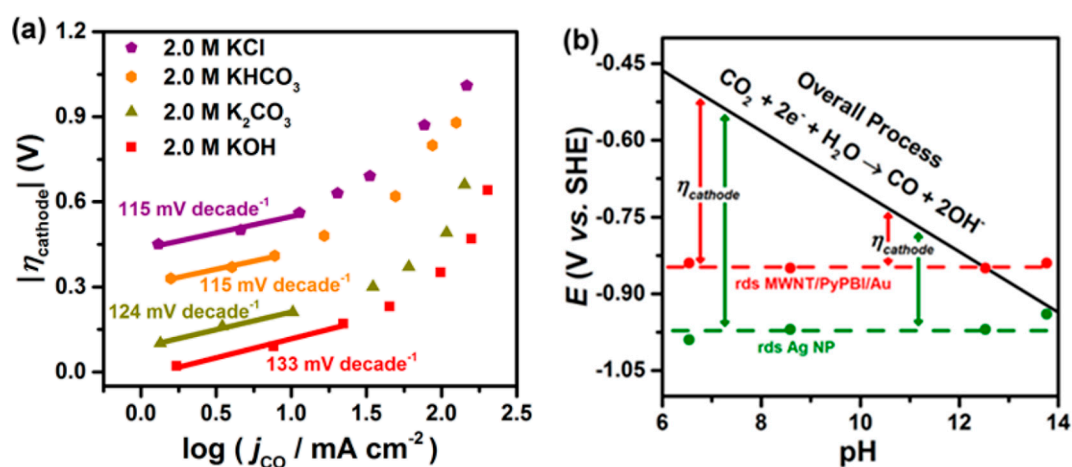 (a)
1.2
0.9
0.6
0.3
0.0
|η_cathode| (V)
2.0 M KCl
2.0 M KHCO₃
2.0 M K₂CO₃
2.0 M KOH
115 mV decade⁻¹
115 mV decade⁻¹
124 mV decade⁻¹
133 mV decade⁻¹
0.0 0.5 1.0 1.5 2.0 2.5
log ( j_CO / mA cm⁻²)
(b)
-0.45
-0.60
-0.75
-0.90
-1.05
E (V vs. SHE)
Overall Process
CO₂ + 2e⁻ + H₂O → CO + 2OH⁻
η_cathode
η_cathode
rds MWNT/PyPBI/Au
rds Ag NP
6 8 10 12 14
pH